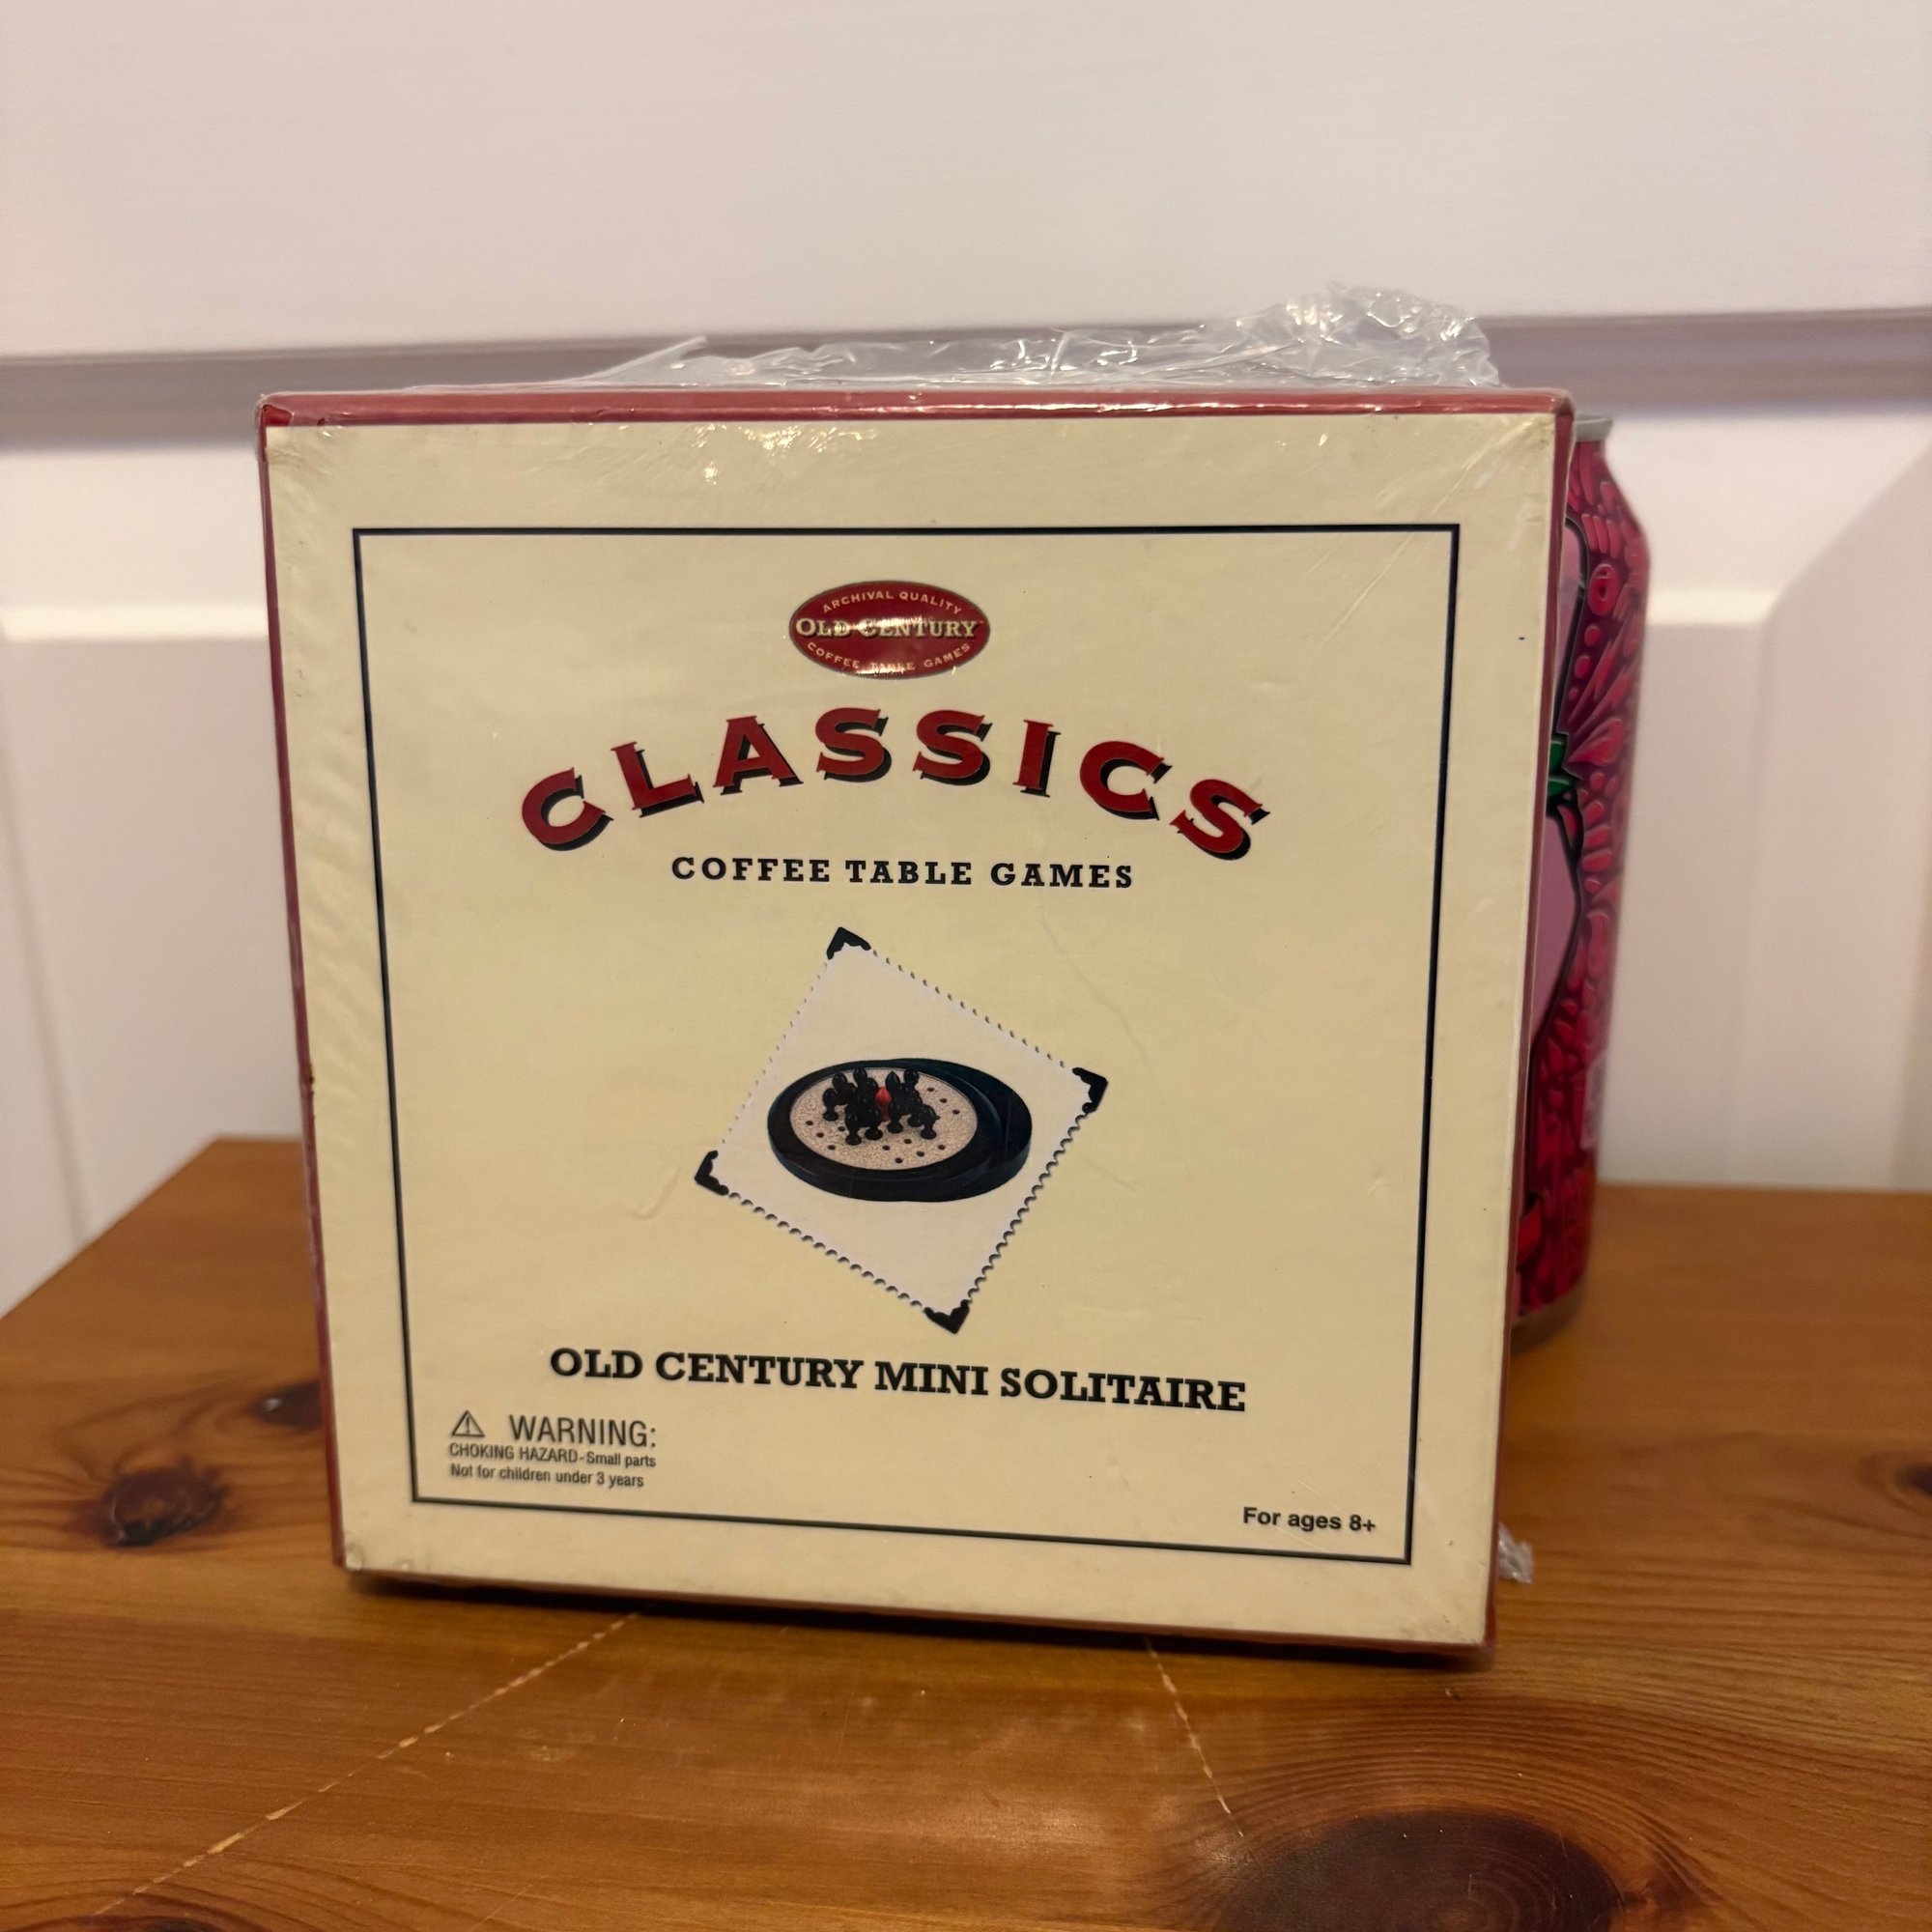 ARCHIVAL QUALITY
OLD CENTURY
COFFEE TABLE GAMES
CLASSICS
COFFEE TABLE GAMES
OLD CENTURY MINI SOLITAIRE
WARNING:
CHOKING HAZARD-Small parts
Not for children under 3 years
For ages 8+